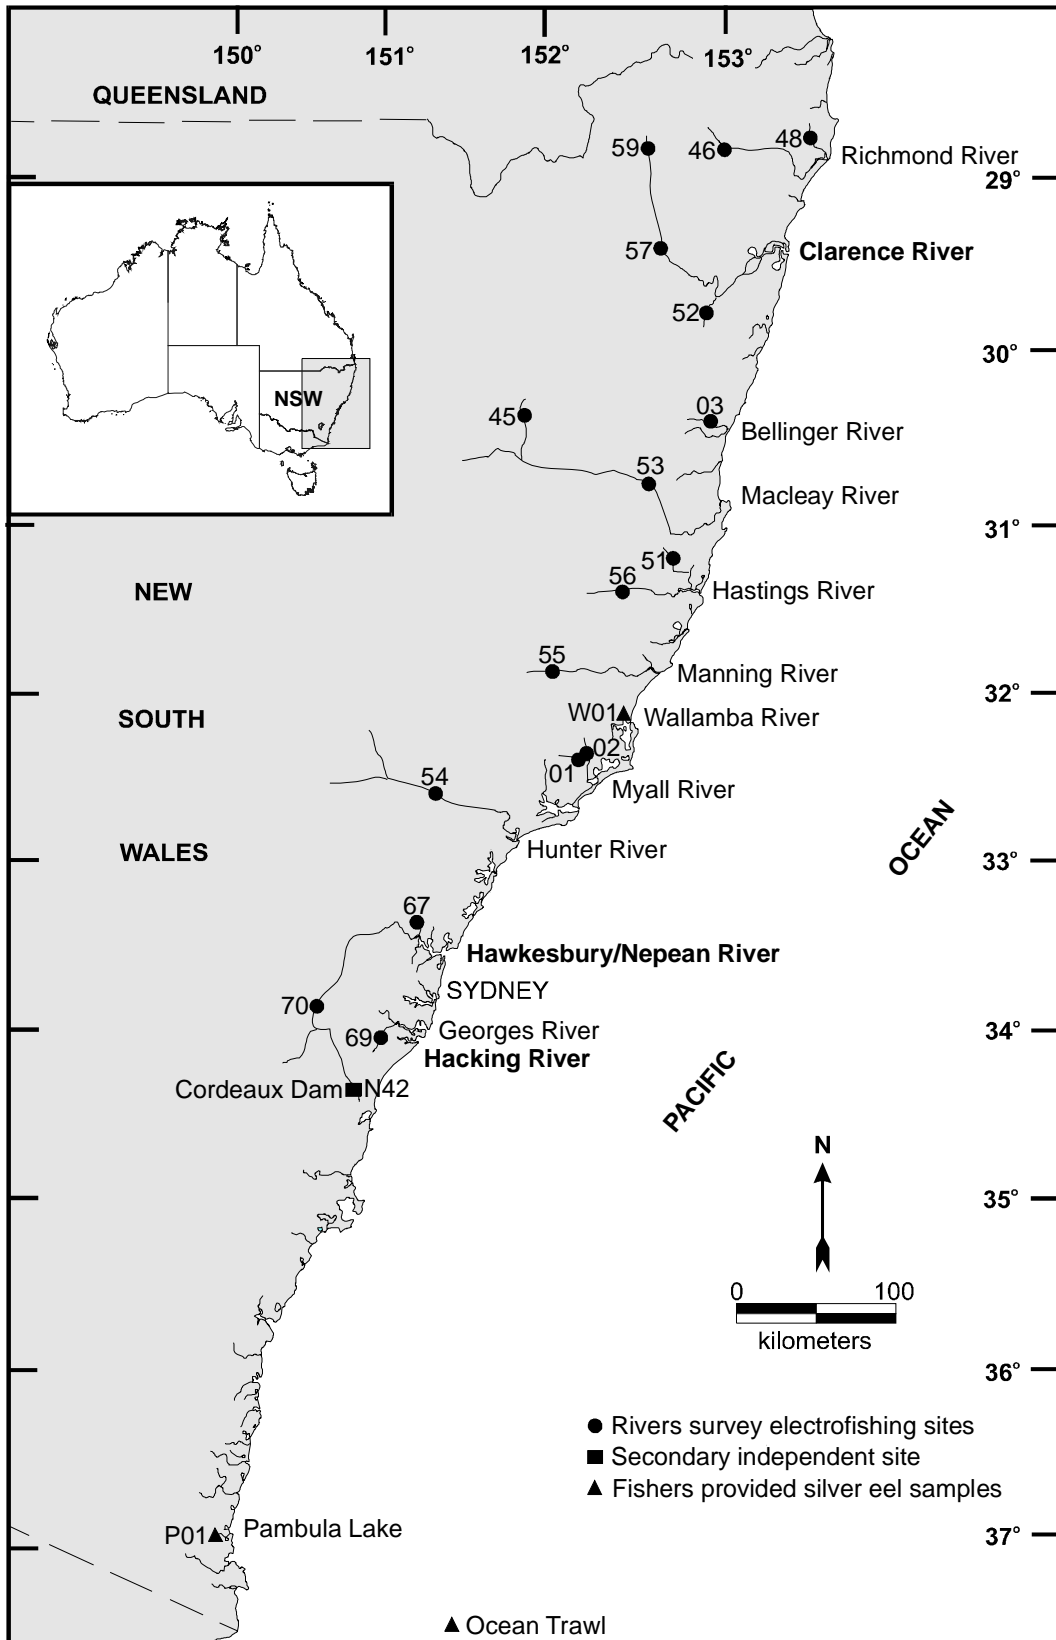 150°
151°
152°
153°
QUEENSLAND
59
46
48
Richmond River
29°
57
Clarence River
52
30°
NSW
45
03
Bellinger River
53
Macleay River
31°
51
56
Hastings River
NEW
55
Manning River
32°
W01
Wallamba River
SOUTH
02
01
Myall River
54
OCEAN
WALES
Hunter River
33°
67
Hawkesbury/Nepean River
SYDNEY
70
69
Georges River
34°
Hacking River
Cordeaux Dam
N42
PACIFIC
N
35°
0 100
kilometers
36°
Rivers survey electrofishing sites
Secondary independent site
Fishers provided silver eel samples
P01
Pambula Lake
37°
Ocean Trawl